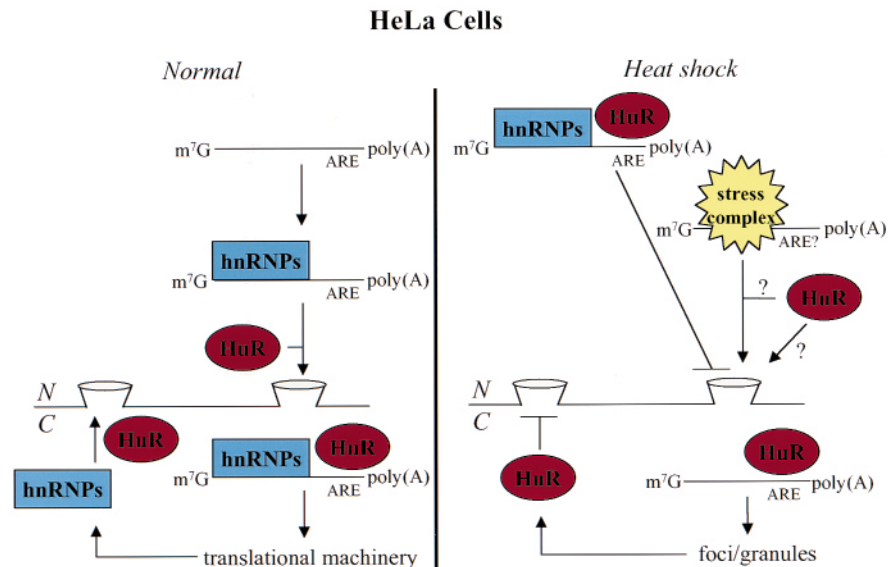 HeLa Cells
Normal
m⁷G ARE poly(A)
hnRNPs
m⁷G ARE poly(A)
HuR
N
C
HuR
hnRNPs
hnRNPs HuR
m⁷G ARE poly(A)
translational machinery
Heat shock
hnRNPs HuR
m⁷G ARE poly(A)
stress
complex
m⁷G ARE? poly(A)
? HuR
?
N
C
HuR
HuR
m⁷G ARE poly(A)
foci/granules